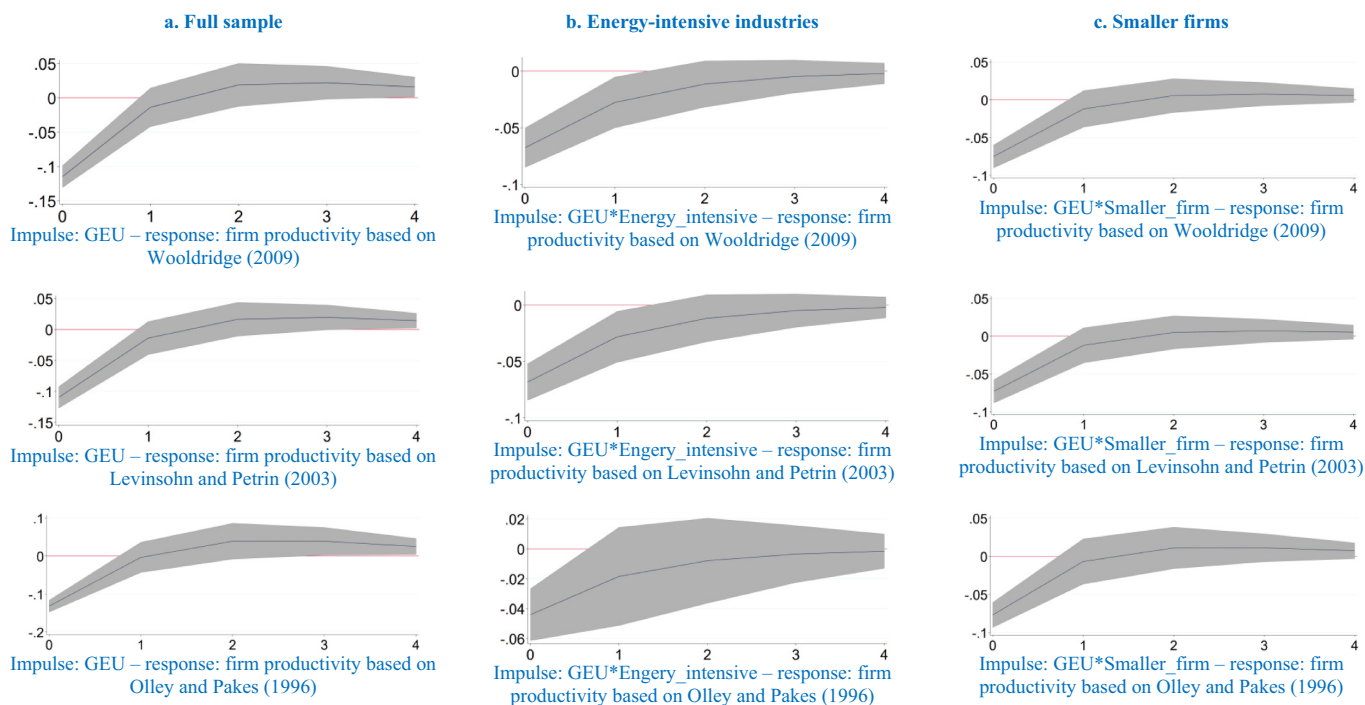 a. Full sample
b. Energy-intensive industries
c. Smaller firms
.05
0
-.05
-.1
-.15
0 1 2 3 4
Impulse: GEU – response: firm productivity based on
Wooldridge (2009)
0
-.05
-.1
0 1 2 3 4
Impulse: GEU*Energy_intensive – response: firm
productivity based on Wooldridge (2009)
.05
0
-.05
-.1
0 1 2 3 4
Impulse: GEU*Smaller_firm – response: firm
productivity based on Wooldridge (2009)
.05
0
-.05
-.1
-.15
0 1 2 3 4
Impulse: GEU – response: firm productivity based on
Levinsohn and Petrin (2003)
0
-.05
-.1
0 1 2 3 4
Impulse: GEU*Engery_intensive – response: firm
productivity based on Levinsohn and Petrin (2003)
.05
0
-.05
-.1
0 1 2 3 4
Impulse: GEU*Smaller_firm – response: firm
productivity based on Levinsohn and Petrin (2003)
.1
0
-.1
-.2
0 1 2 3 4
Impulse: GEU – response: firm productivity based on
Olley and Pakes (1996)
.02
0
-.02
-.04
-.06
0 1 2 3 4
Impulse: GEU*Engery_intensive – response: firm
productivity based on Olley and Pakes (1996)
.05
0
-.05
-.1
0 1 2 3 4
Impulse: GEU*Smaller_firm – response: firm
productivity based on Olley and Pakes (1996)